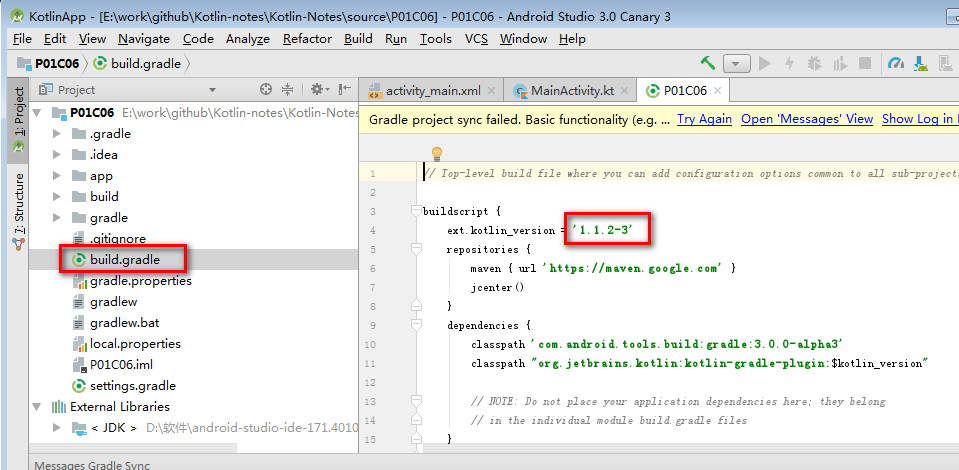 KotlinApp - [E:\work\github\Kotlin-notes\Kotlin-Notes\source\P01C06] - P01C06 - Android Studio 3.0 Canary 3
File Edit View Navigate Code Analyze Refactor Build Run Tools VCS Window Help
P01C06 build.gradle
Project
activity_main.xml MainActivity.kt P01C06
1: Project
7: Structure
P01C06 E:\work\github\Kotlin-notes\Kotlin-Notes
.gradle
.idea
app
build
gradle
.gitignore
build.gradle
gradle.properties
gradlew
gradlew.bat
local.properties
P01C06.iml
settings.gradle
External Libraries
< JDK > D:\软件\android-studio-ide-171.4010
Gradle project sync failed. Basic functionality (e.g. ... Try Again Open 'Messages' View Show Log in
1 // Top-level build file where you can add configuration options common to all sub-projects
2
3 buildscript {
4 ext.kotlin_version = '1.1.2-3'
5 repositories {
6 maven { url 'https://maven.google.com' }
7 jcenter()
8 }
9 dependencies {
10 classpath 'com.android.tools.build:gradle:3.0.0-alpha3'
11 classpath "org.jetbrains.kotlin:kotlin-gradle-plugin:$kotlin_version"
12
13 // NOTE: Do not place your application dependencies here; they belong
14 // in the individual module build.gradle files
15 }
Messages Gradle Sync